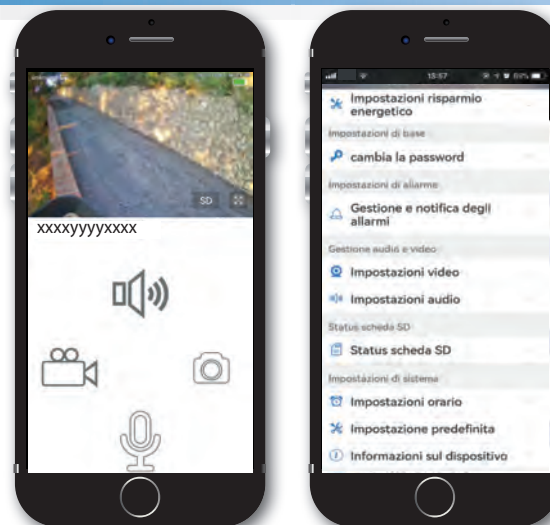 SD
xxxxyyyyxxxx
13:57
Impostazioni risparmio
energetico
Impostazioni di base
cambia la password
Impostazioni di allarme
Gestione e notifica degli
allarmi
Gestione audio e video
Impostazioni video
Impostazioni audio
Status scheda SD
Status scheda SD
Impostazioni di sistema
Impostazioni orario
Impostazione predefinita
Informazioni sul dispositivo